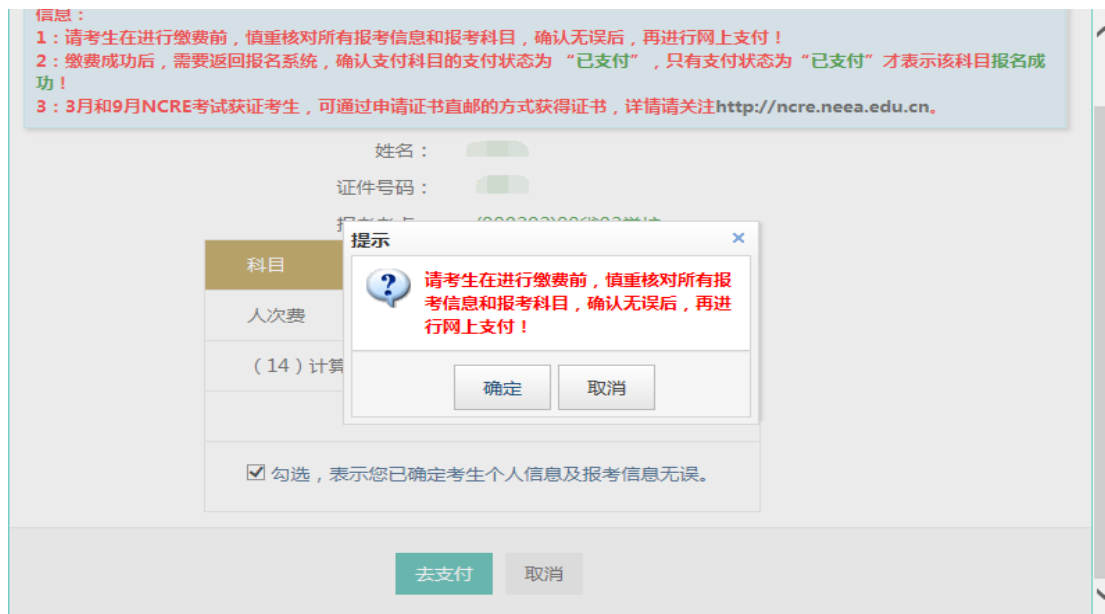 信息：
1：请考生在进行缴费前，慎重核对所有报考信息和报考科目，确认无误后，再进行网上支付！
2：缴费成功后，需要返回报名系统，确认支付科目的支付状态为 “已支付” ，只有支付状态为“已支付”才表示该科目报名成
功！
3：3月和9月NCRE考试获证考生，可通过申请证书直邮的方式获得证书，详情请关注http://ncre.neea.edu.cn。
姓名：
证件号码：
提示
×
科目
请考生在进行缴费前，慎重核对所有报
考信息和报考科目，确认无误后，再进
行网上支付！
人次费
（14）计算
确定
取消
勾选，表示您已确定考生个人信息及报考信息无误。
去支付
取消